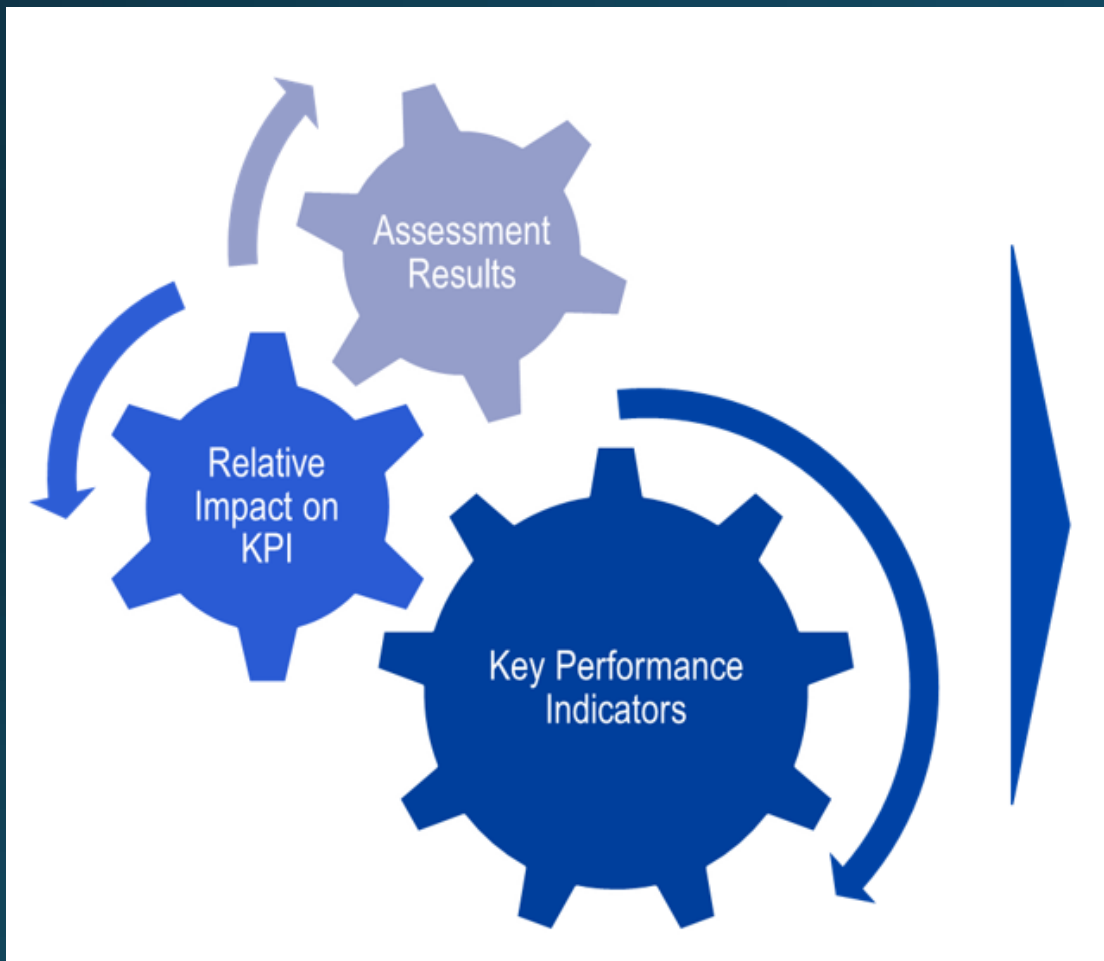 Assessment
Results
Relative
Impact on
KPI
Key Performance
Indicators